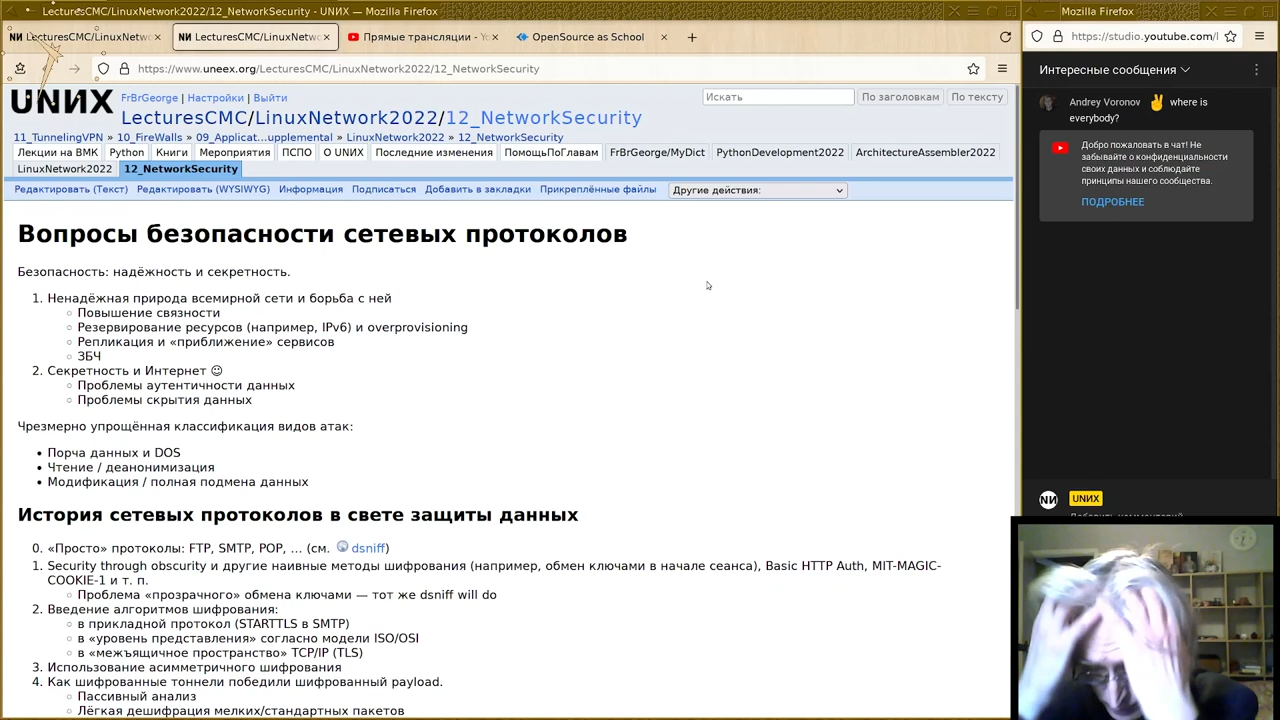 LecturesCMC/LinuxNetwork2022/12_NetworkSecurity - UNIX — Mozilla Firefox
Mozilla Firefox
LecturesCMC/LinuxNetw
LecturesCMC/LinuxNetw
Прямые трансляции - Yo
OpenSource as School
https://studio.youtube.com/l
https://www.uneex.org/LecturesCMC/LinuxNetwork2022/12_NetworkSecurity
UNИX
FrBrGeorge | Настройки | Выйти
Искать
По заголовкам
По тексту
LecturesCMC/LinuxNetwork2022/12_NetworkSecurity
11_TunnelingVPN » 10_FireWalls » 09_Applicat...upplemental » LinuxNetwork2022 » 12_NetworkSecurity
Лекции на ВМК Python Книги Мероприятия ПСПО О UNIX Последние изменения ПомощьПоГлавам FrBrGeorge/MyDict PythonDevelopment2022 ArchitectureAssembler2022
LinuxNetwork2022 12_NetworkSecurity
Редактировать (Текст) Редактировать (WYSIWYG) Информация Подписаться Добавить в закладки Прикреплённые файлы Другие действия:
Вопросы безопасности сетевых протоколов
Безопасность: надёжность и секретность.
1. Ненадёжная природа всемирной сети и борьба с ней
Повышение связности
Резервирование ресурсов (например, IPv6) и overprovisioning
Репликация и «приближение» сервисов
ЗБЧ
2. Секретность и Интернет ☺
Проблемы аутентичности данных
Проблемы скрытия данных
Чрезмерно упрощённая классификация видов атак:
Порча данных и DOS
Чтение / деанонимизация
Модификация / полная подмена данных
История сетевых протоколов в свете защиты данных
0. «Просто» протоколы: FTP, SMTP, POP, … (см. dsniff)
1. Security through obscurity и другие наивные методы шифрования (например, обмен ключами в начале сеанса), Basic HTTP Auth, MIT-MAGIC-
COOKIE-1 и т. п.
Проблема «прозрачного» обмена ключами — тот же dsniff will do
2. Введение алгоритмов шифрования:
в прикладной протокол (STARTTLS в SMTP)
в «уровень представления» согласно модели ISO/OSI
в «межъящичное пространство» TCP/IP (TLS)
3. Использование асимметричного шифрования
4. Как шифрованные тоннели победили шифрованный payload.
Пассивный анализ
Лёгкая дешифрация мелких/стандартных пакетов
Интересные сообщения
Andrey Voronov ✌ where is
everybody?
Добро пожаловать в чат! Не
забывайте о конфиденциальности
своих данных и соблюдайте
принципы нашего сообщества.
ПОДРОБНЕЕ
NИ
UNИX